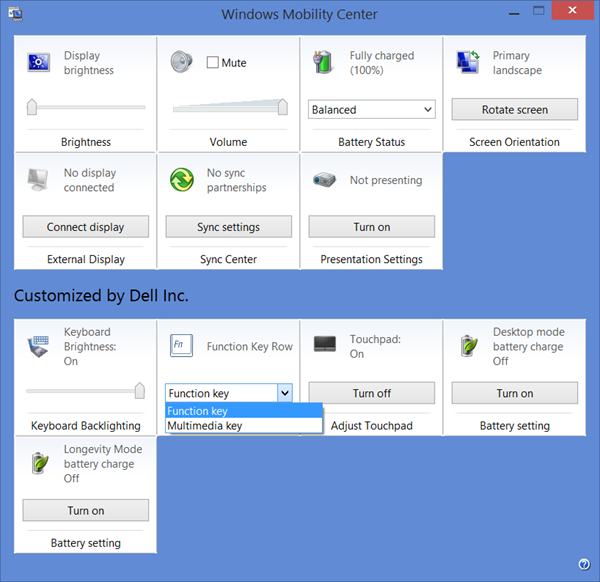 Windows Mobility Center
Display
brightness
Brightness
Mute
Volume
Fully charged
(100%)
Balanced
Battery Status
Primary
landscape
Rotate screen
Screen Orientation
No display
connected
Connect display
External Display
No sync
partnerships
Sync settings
Sync Center
Not presenting
Turn on
Presentation Settings
Customized by Dell Inc.
Keyboard
Brightness:
On
Keyboard Backlighting
Fn
Function Key Row
Function key
Function key
Multimedia key
Touchpad:
On
Turn off
Adjust Touchpad
Desktop mode
battery charge
Off
Turn on
Battery setting
Longevity Mode
battery charge
Off
Turn on
Battery setting